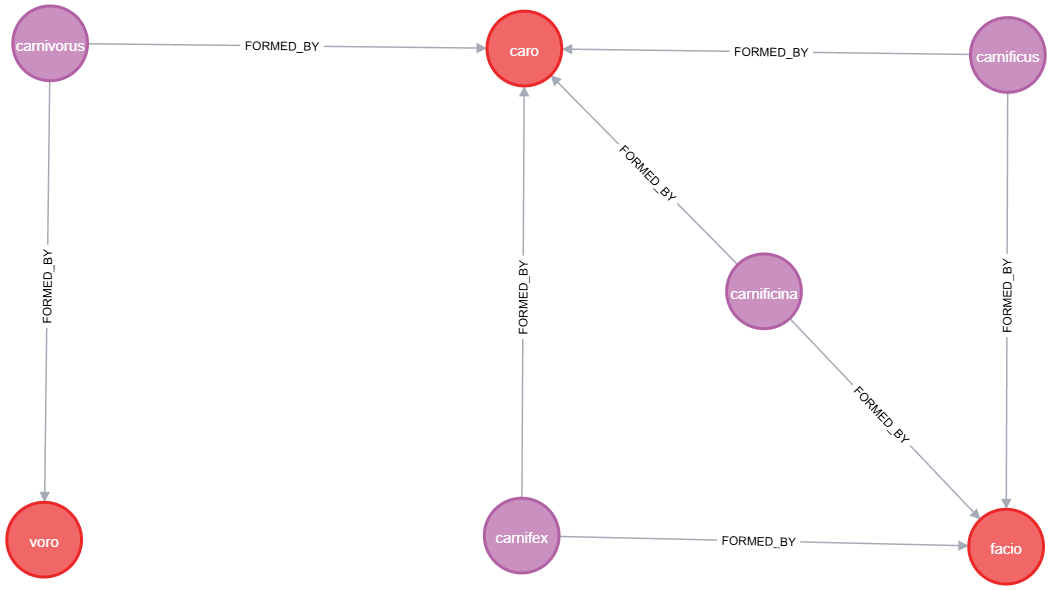 carnivorus
FORMED_BY
caro
FORMED_BY
carnificus
FORMED_BY
FORMED_BY
FORMED_BY
FORMED_BY
carnificina
FORMED_BY
voro
carnifex
FORMED_BY
facio
FORMED_BY